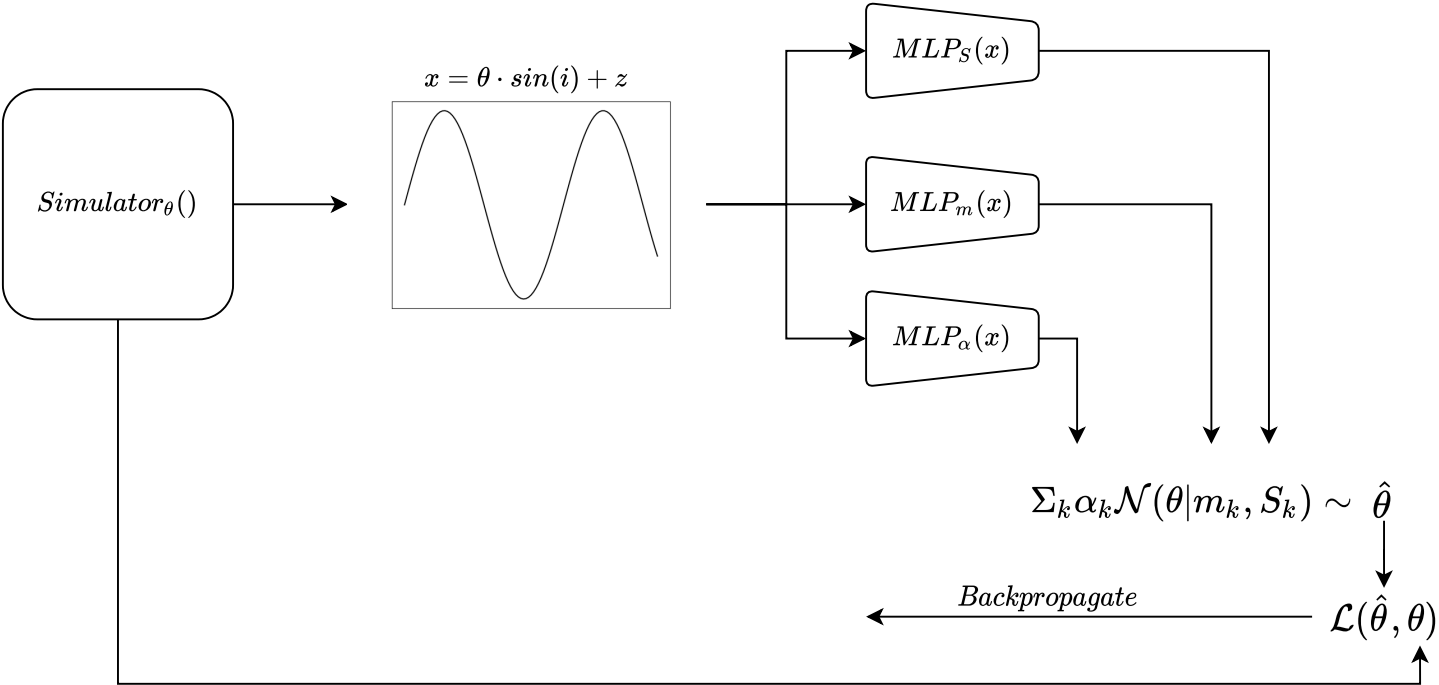 x = θ · sin(i) + z
MLP_S(x)
Simulator_θ()
MLP_m(x)
MLP_α(x)
Σ_k α_k 𝒩(θ|m_k, S_k) ∼ θ̂
Backpropagate
ℒ(θ̂, θ)